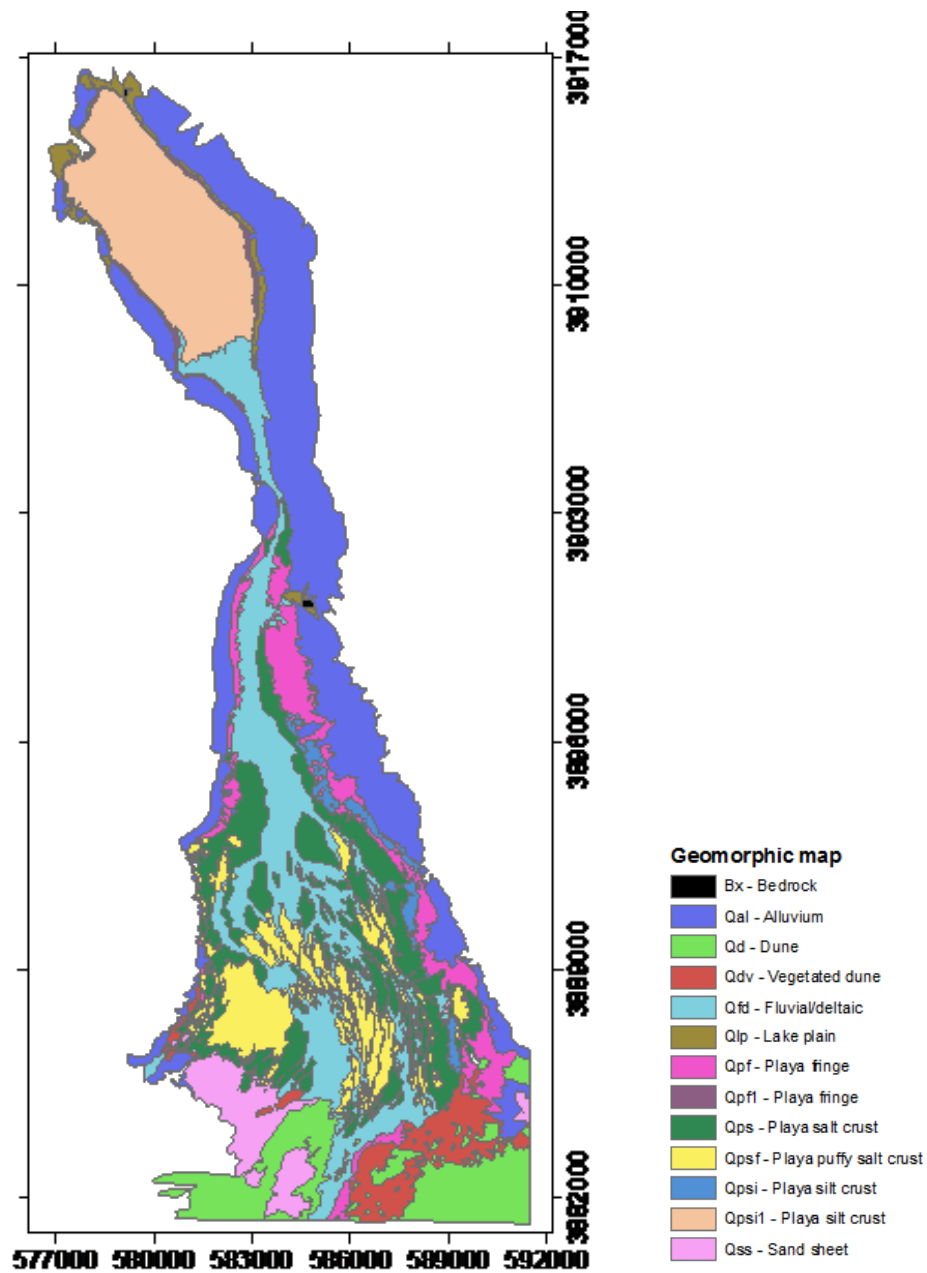 3917000
3910000
3903000
3896000
3889000
3882000
577000 580000 583000 586000 589000 592000
Geomorphic map
Bx - Bedrock
Qal - Alluvium
Qd - Dune
Qdv - Vegetated dune
Qfd - Fluvial/deltaic
Qlp - Lake plain
Qpf - Playa fringe
Qpf1 - Playa fringe
Qps - Playa salt crust
Qpsf - Playa puffy salt crust
Qpsi - Playa silt crust
Qpsi1 - Playa silt crust
Qss - Sand sheet